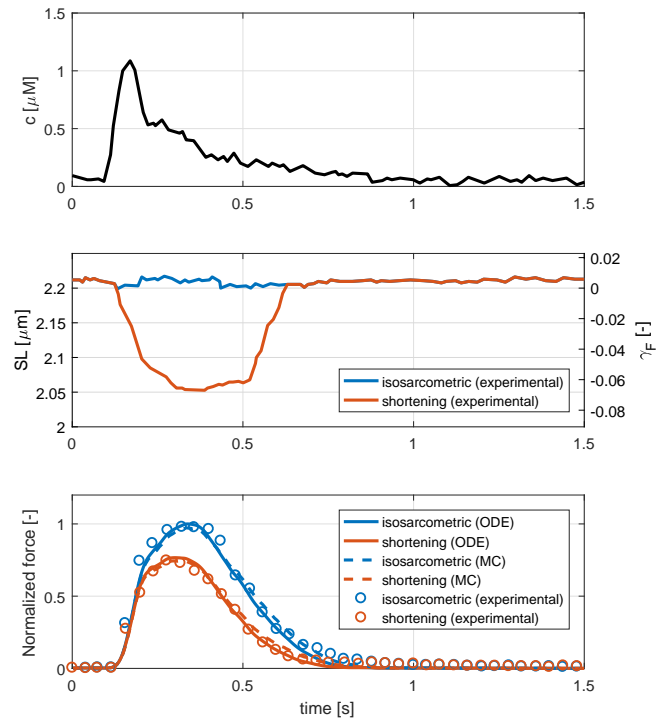 1.5
1
0.5
0
c [μM]
0
0.5
1
1.5
2.2
2.15
2.1
2.05
2
SL [μm]
0.02
0
-0.02
-0.04
-0.06
-0.08
γF [-]
isosarcometric (experimental)
shortening (experimental)
0
0.5
1
1.5
1
0.5
0
Normalized force [-]
isosarcometric (ODE)
shortening (ODE)
isosarcometric (MC)
shortening (MC)
isosarcometric (experimental)
shortening (experimental)
0
0.5
1
1.5
time [s]